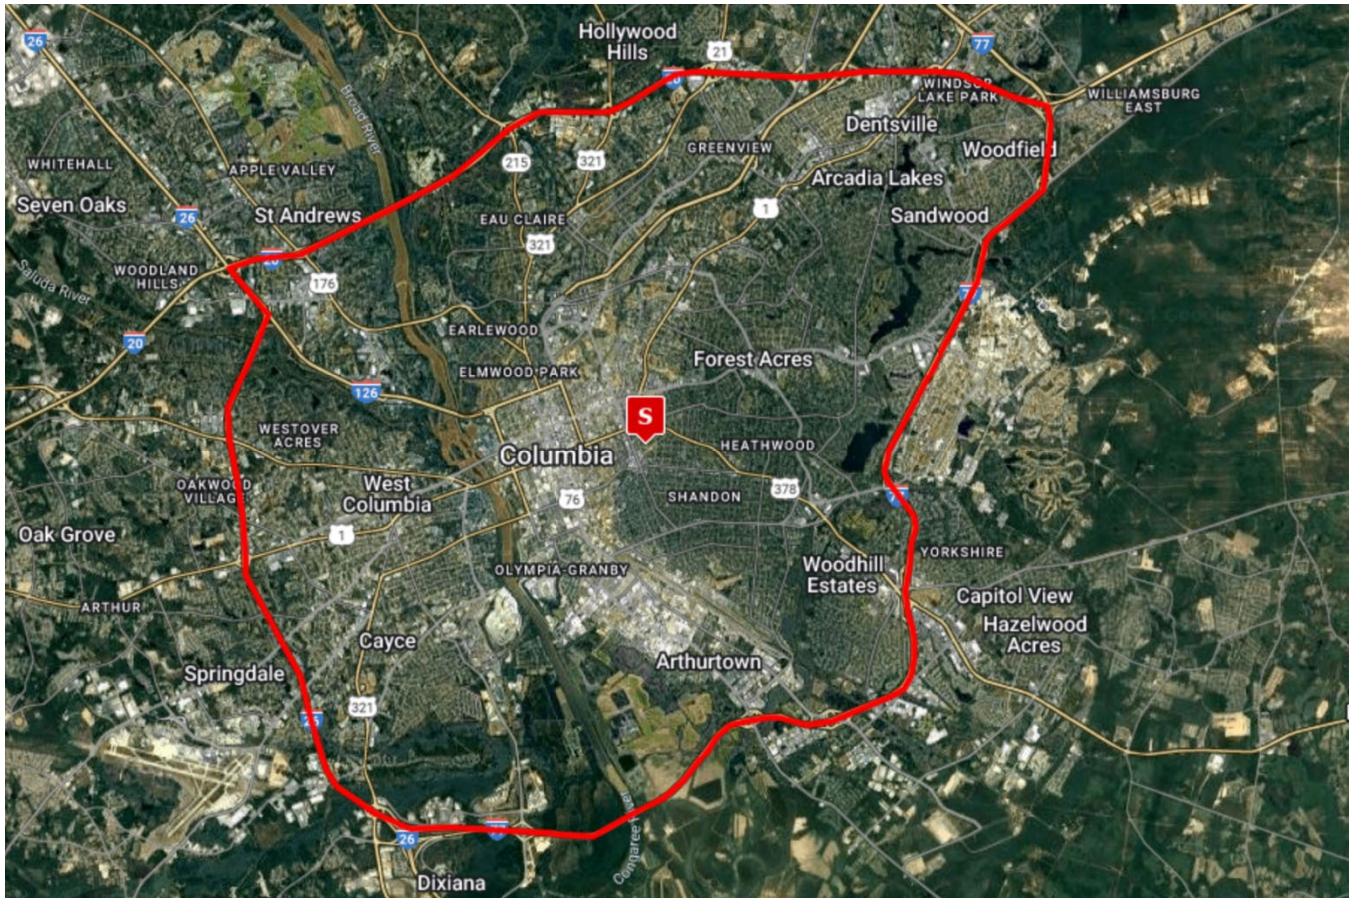 Hollywood
Hills
26
21
77
20
WINDSOR
LAKE PARK
WILLIAMSBURG
EAST
Broad River
Dentsville
WHITEHALL
APPLE VALLEY
215
321
GREENVIEW
Woodfield
Arcadia Lakes
Seven Oaks
26
St Andrews
EAU CLAIRE
1
Sandwood
321
Saluda River
WOODLAND
HILLS
20
176
77
20
EARLEWOOD
Forest Acres
ELMWOOD PARK
126
S
WESTOVER
ACRES
HEATHWOOD
Columbia
OAKWOOD
VILLAGE
West
Columbia
76
SHANDON
378
77
Oak Grove
1
YORKSHIRE
OLYMPIA-GRANBY
Woodhill
Estates
Capitol View
ARTHUR
Hazelwood
Acres
Cayce
Arthurtown
Springdale
321
26
26
77
Congaree River
Dixiana